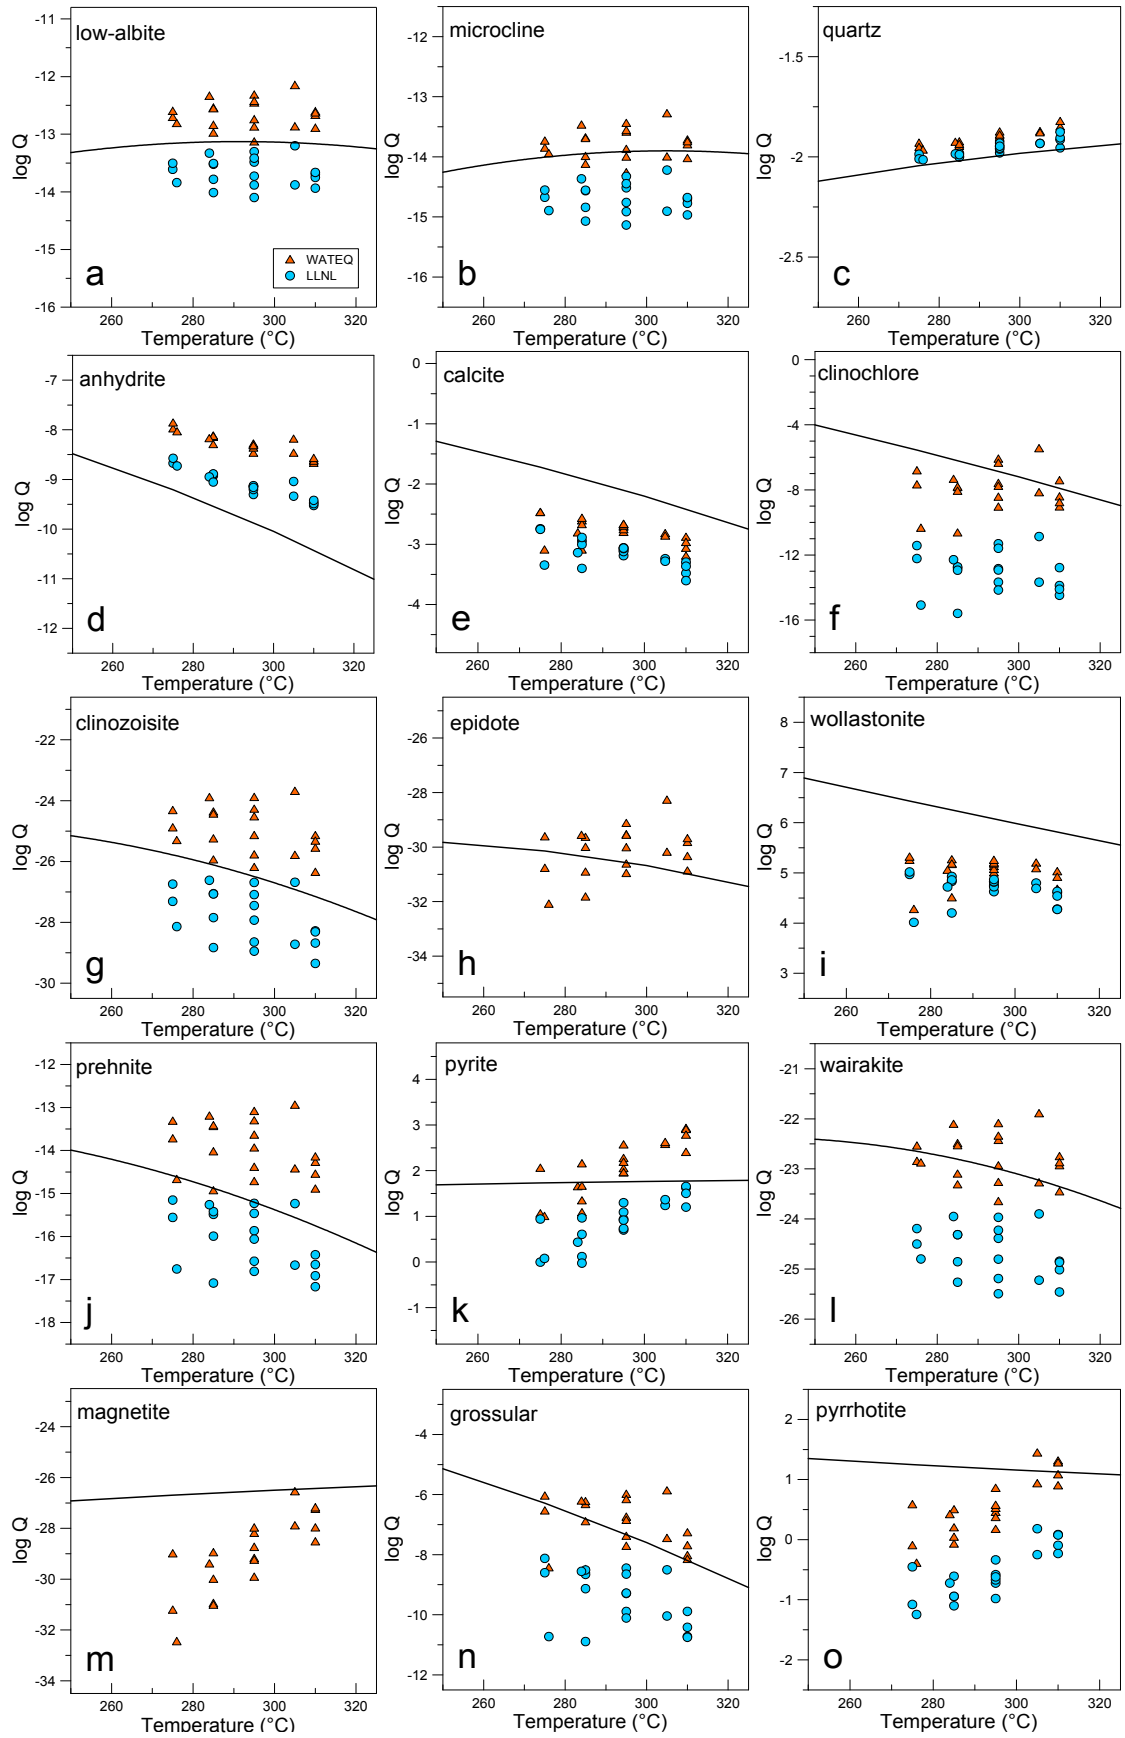 low-albite
log Q
-11
-12
-13
-14
-15
-16
WATEQ
LLNL
a
260 280 300 320
Temperature (°C)
microcline
log Q
-12
-13
-14
-15
-16
b
260 280 300 320
Temperature (°C)
quartz
log Q
-1.5
-2
-2.5
c
260 280 300 320
Temperature (°C)
anhydrite
log Q
-7
-8
-9
-10
-11
-12
d
260 280 300 320
Temperature (°C)
calcite
log Q
0
-1
-2
-3
-4
e
260 280 300 320
Temperature (°C)
clinochlore
log Q
0
-4
-8
-12
-16
f
260 280 300 320
Temperature (°C)
clinozoisite
log Q
-22
-24
-26
-28
-30
g
260 280 300 320
Temperature (°C)
epidote
log Q
-26
-28
-30
-32
-34
h
260 280 300 320
Temperature (°C)
wollastonite
log Q
8
7
6
5
4
3
i
260 280 300 320
Temperature (°C)
prehnite
log Q
-12
-13
-14
-15
-16
-17
-18
j
260 280 300 320
Temperature (°C)
pyrite
log Q
4
3
2
1
0
-1
k
260 280 300 320
Temperature (°C)
wairakite
log Q
-21
-22
-23
-24
-25
-26
l
260 280 300 320
Temperature (°C)
magnetite
log Q
-24
-26
-28
-30
-32
-34
m
260 280 300 320
Temperature (°C)
grossular
log Q
-4
-6
-8
-10
-12
n
260 280 300 320
Temperature (°C)
pyrrhotite
log Q
2
1
0
-1
-2
o
260 280 300 320
Temperature (°C)